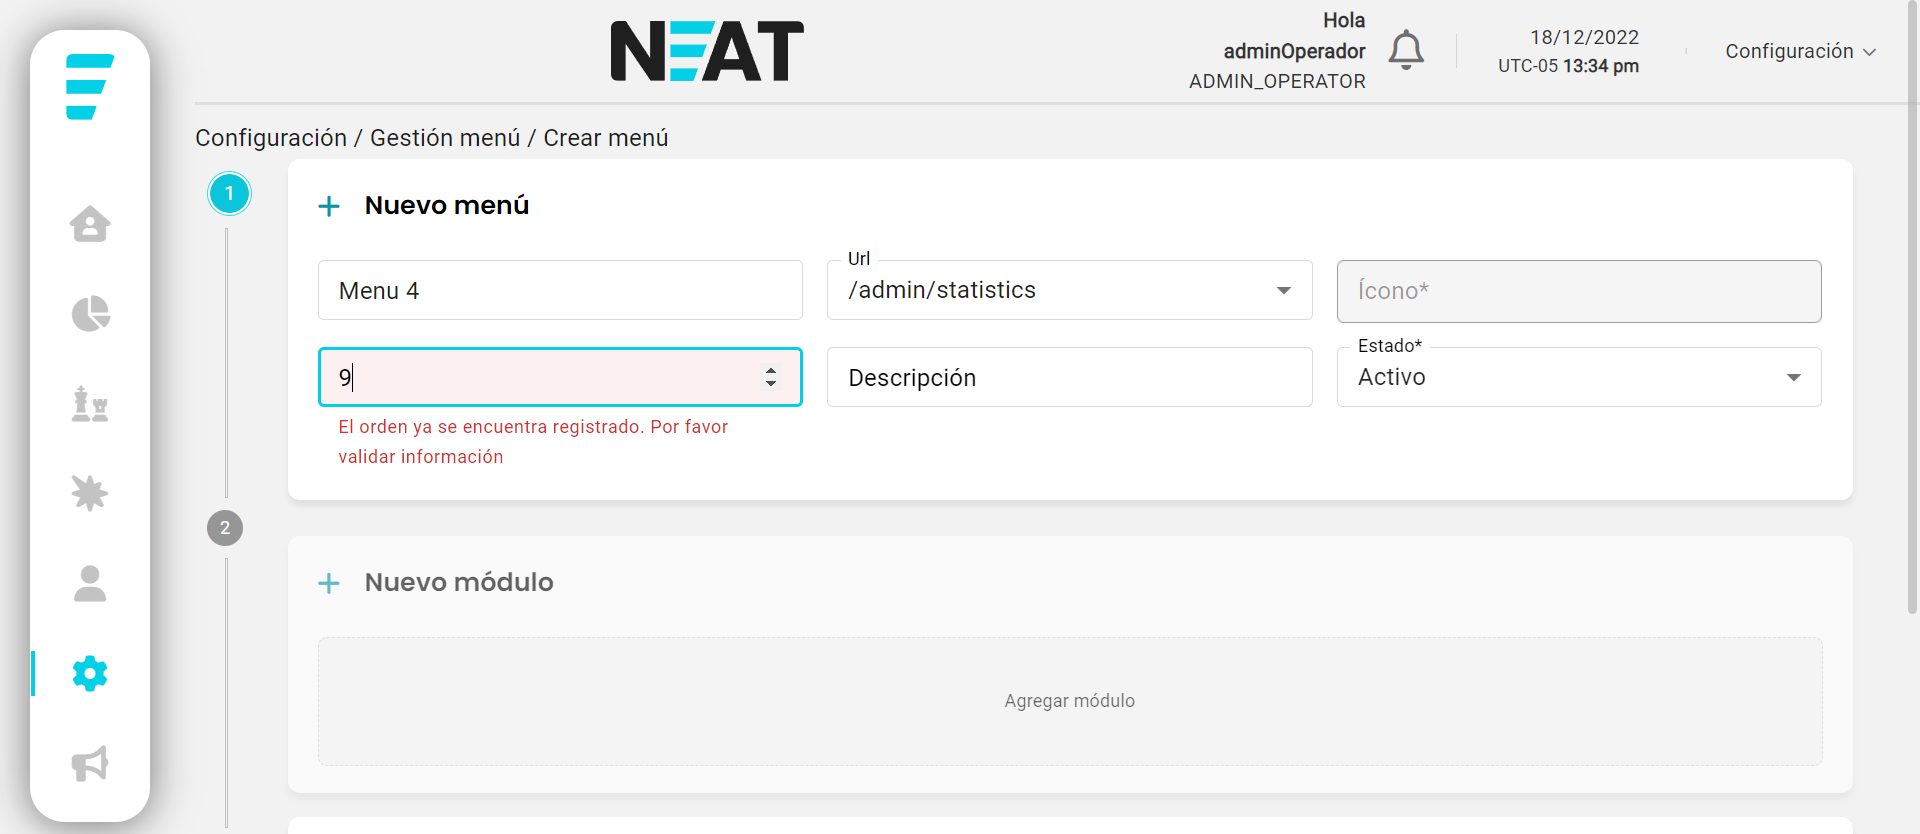 NEAT
Hola
adminOperador
ADMIN_OPERATOR
18/12/2022
UTC-05 13:34 pm
Configuración
Configuración / Gestión menú / Crear menú
1
Nuevo menú
Menu 4
Url
/admin/statistics
Ícono*
9
Descripción
Estado*
Activo
El orden ya se encuentra registrado. Por favor
validar información
2
Nuevo módulo
Agregar módulo